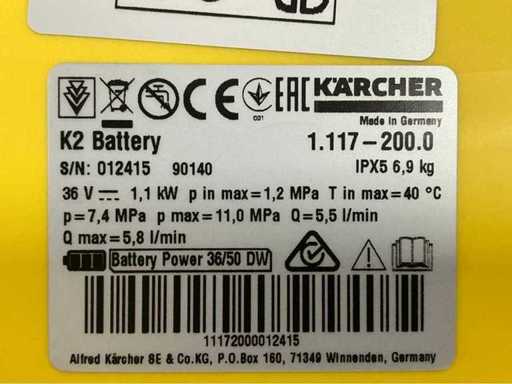 CE EAC KÄRCHER
001
Made in Germany
K2 Battery 1.117-200.0
S/N: 012415 90140 IPX5 6,9 kg
36 V 1,1 kW p in max=1,2 MPa T in max=40 °C
p=7,4 MPa p max=11,0 MPa Q=5,5 l/min
Q max=5,8 l/min
Battery Power 36/50 DW
11172000012415
Alfred Kärcher SE & Co.KG, P.O.Box 160, 71349 Winnenden, Germany